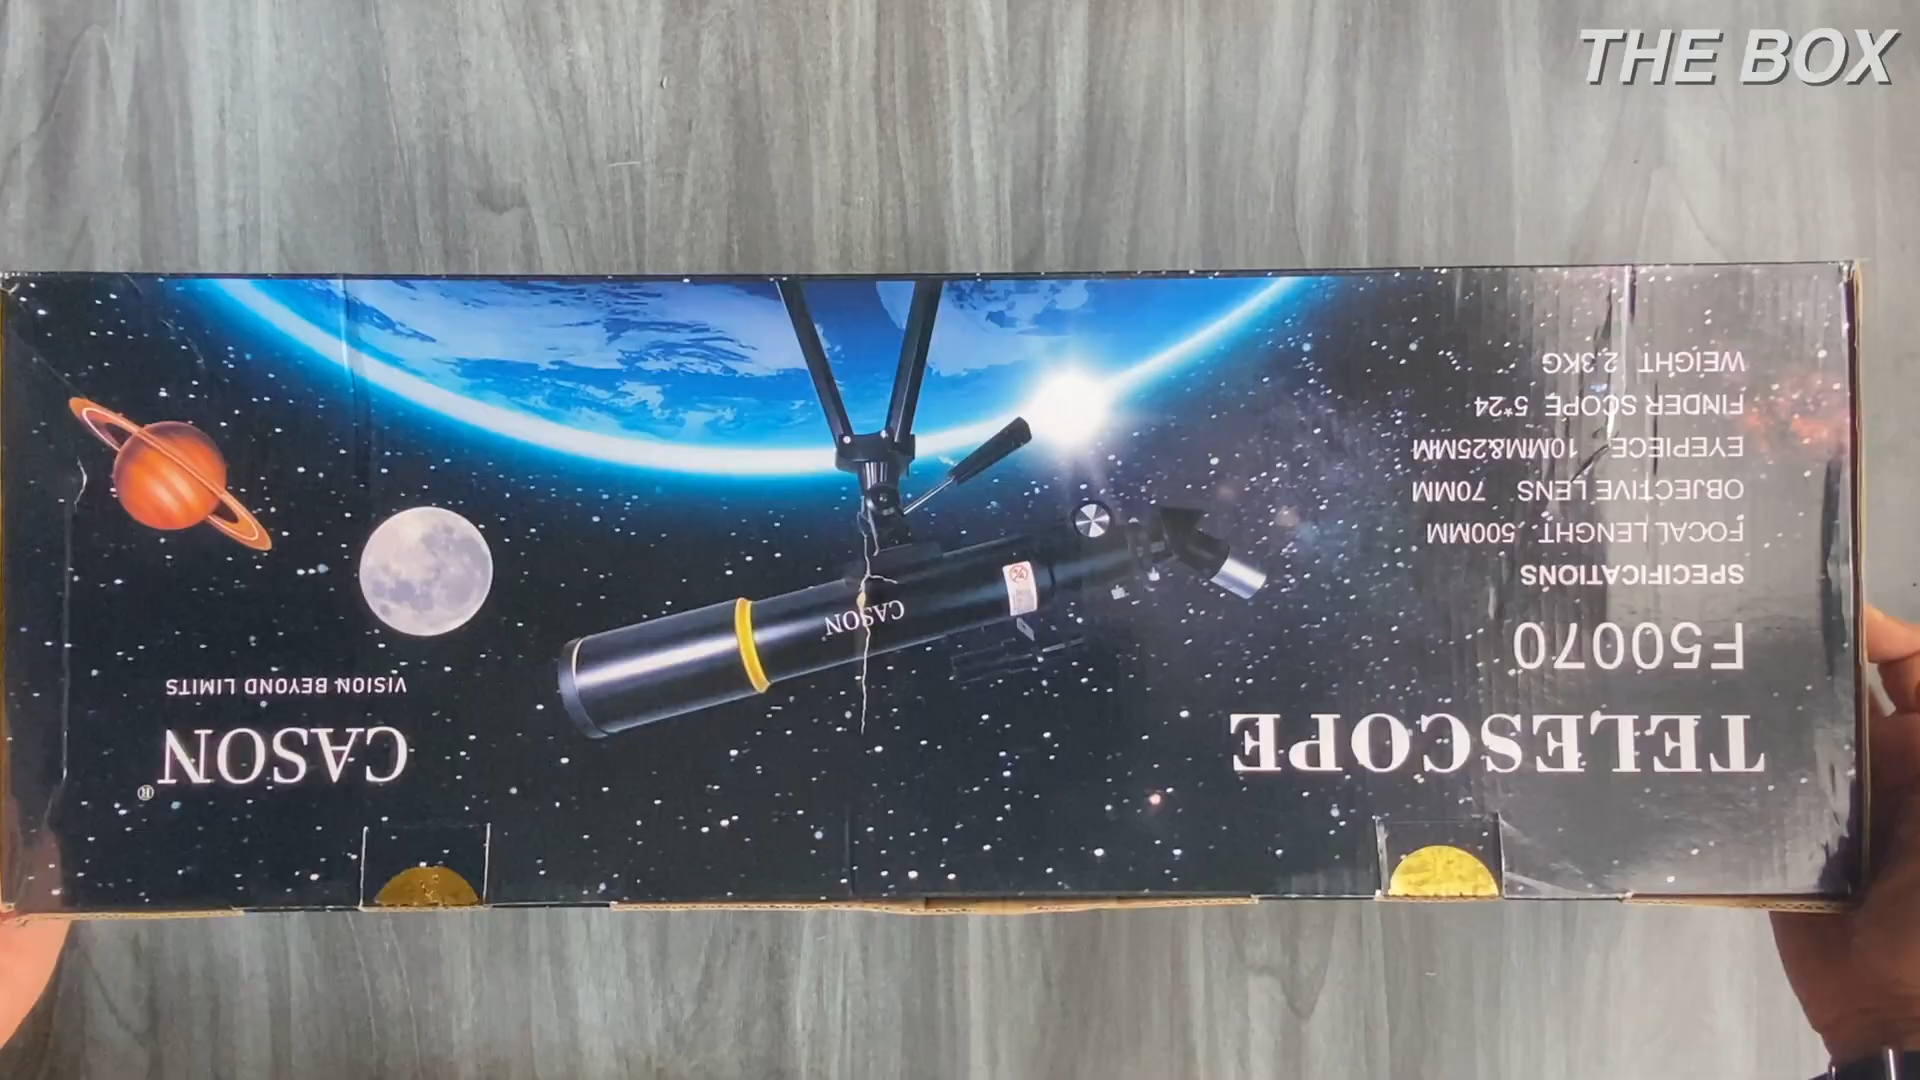 THE BOX
CASON®
VISION BEYOND LIMITS
TELESCOPE
F50070
SPECIFICATIONS
FOCAL LENGHT 500MM
OBJECTIVE LENS 70MM
EYEPIECE 10MM&25MM
FINDER SCOPE 5*24
WEIGHT 2.3KG
CASON